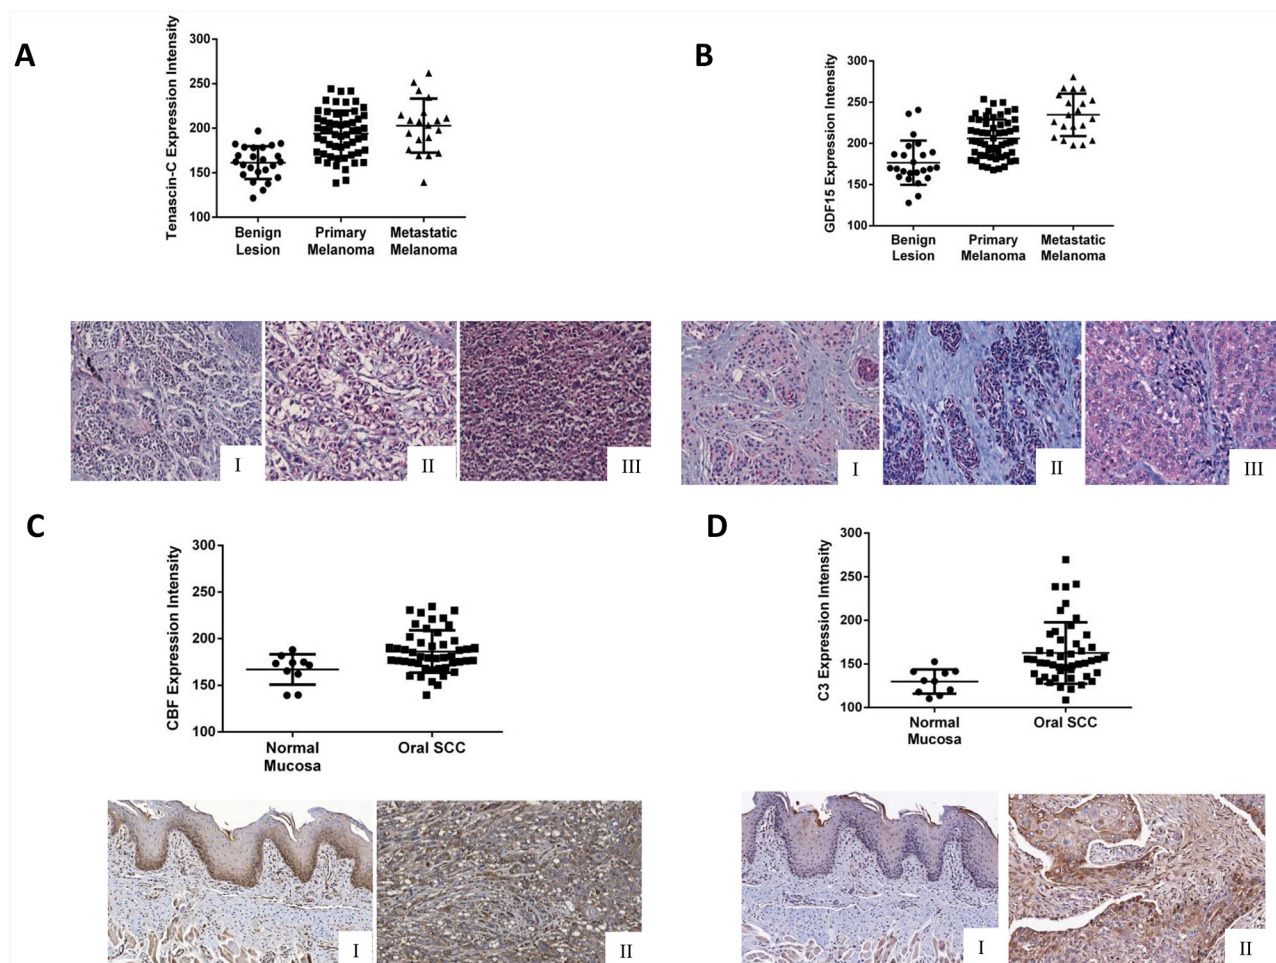 A
Tenascin-C Expression Intensity
300
250
200
150
100
Benign Lesion
Primary Melanoma
Metastatic Melanoma
I
II
III
B
GDF15 Expression Intensity
300
250
200
150
100
Benign Lesion
Primary Melanoma
Metastatic Melanoma
I
II
III
C
CBF Expression Intensity
300
250
200
150
100
Normal Mucosa
Oral SCC
I
II
D
C3 Expression Intensity
300
250
200
150
100
Normal Mucosa
Oral SCC
I
II